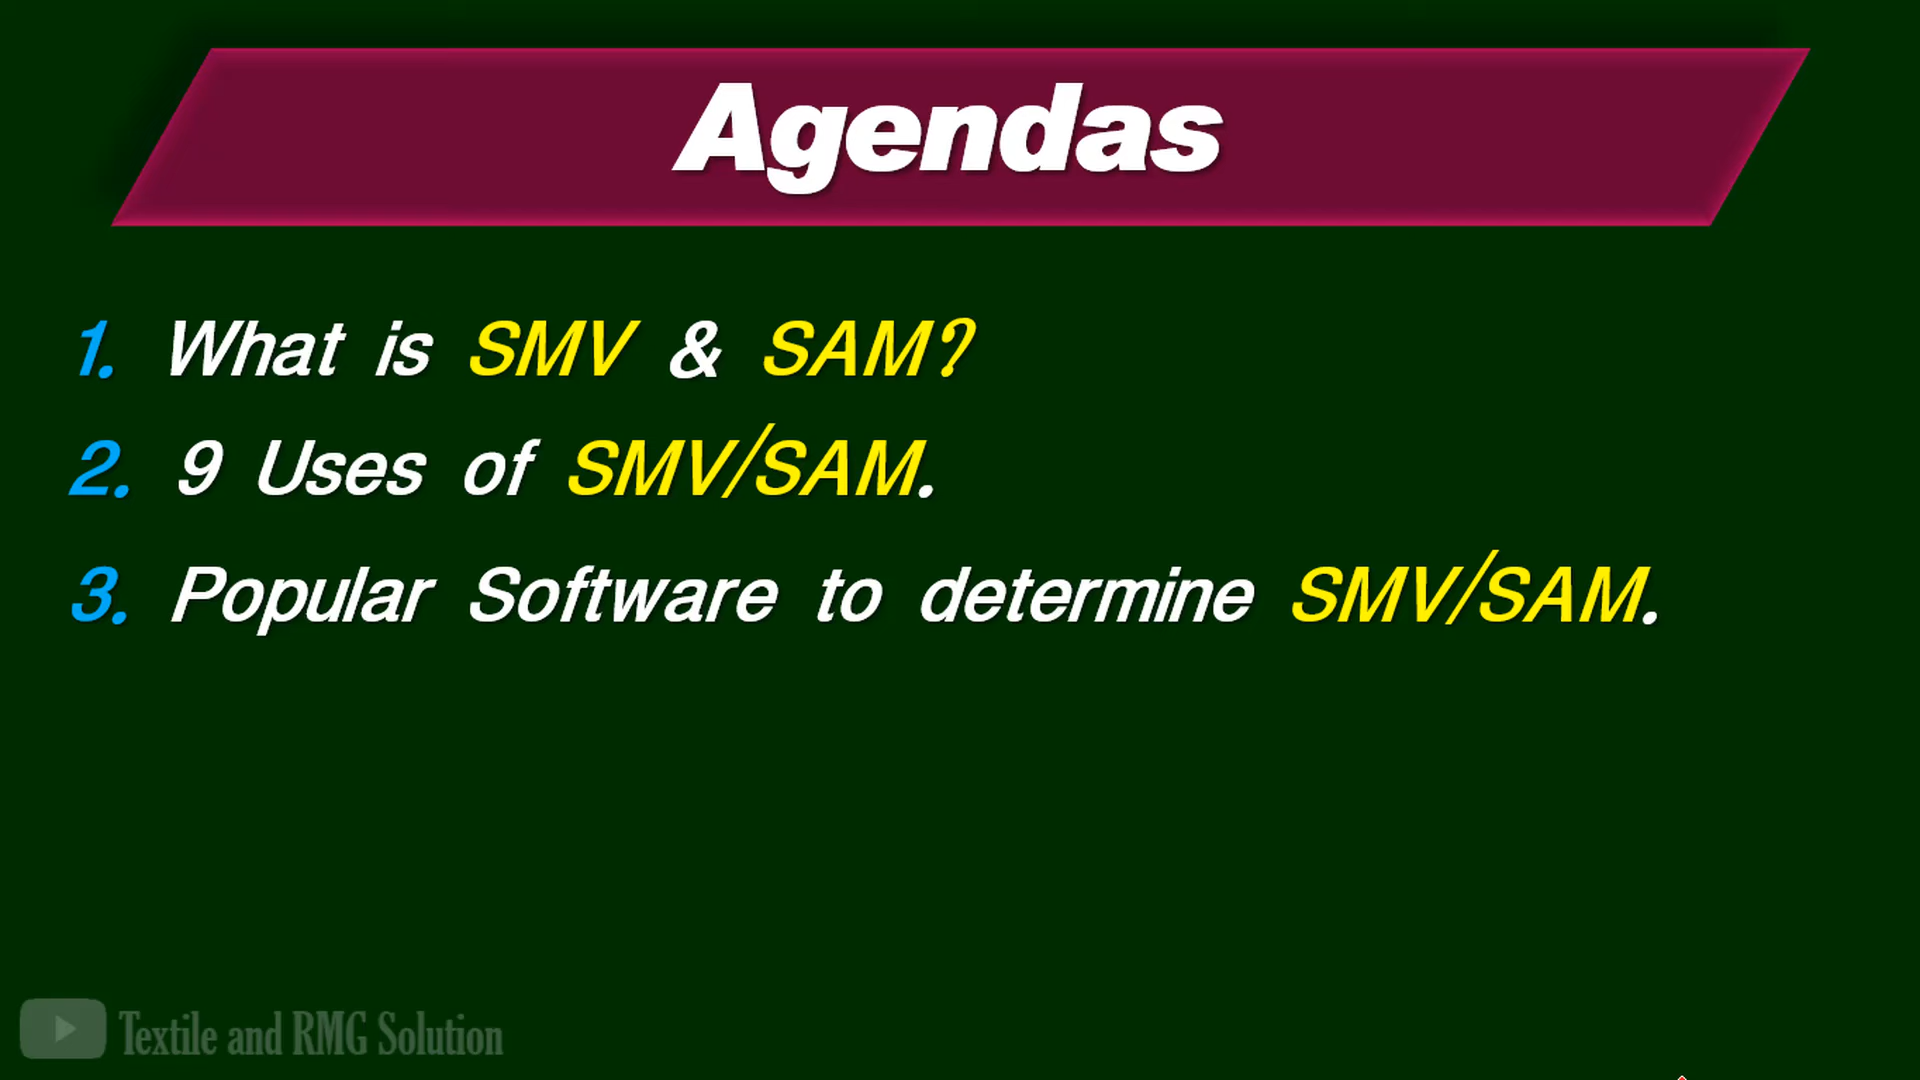 Agendas
1. What is SMV & SAM?
2. 9 Uses of SMV/SAM.
3. Popular Software to determine SMV/SAM.
Textile and RMG Solution